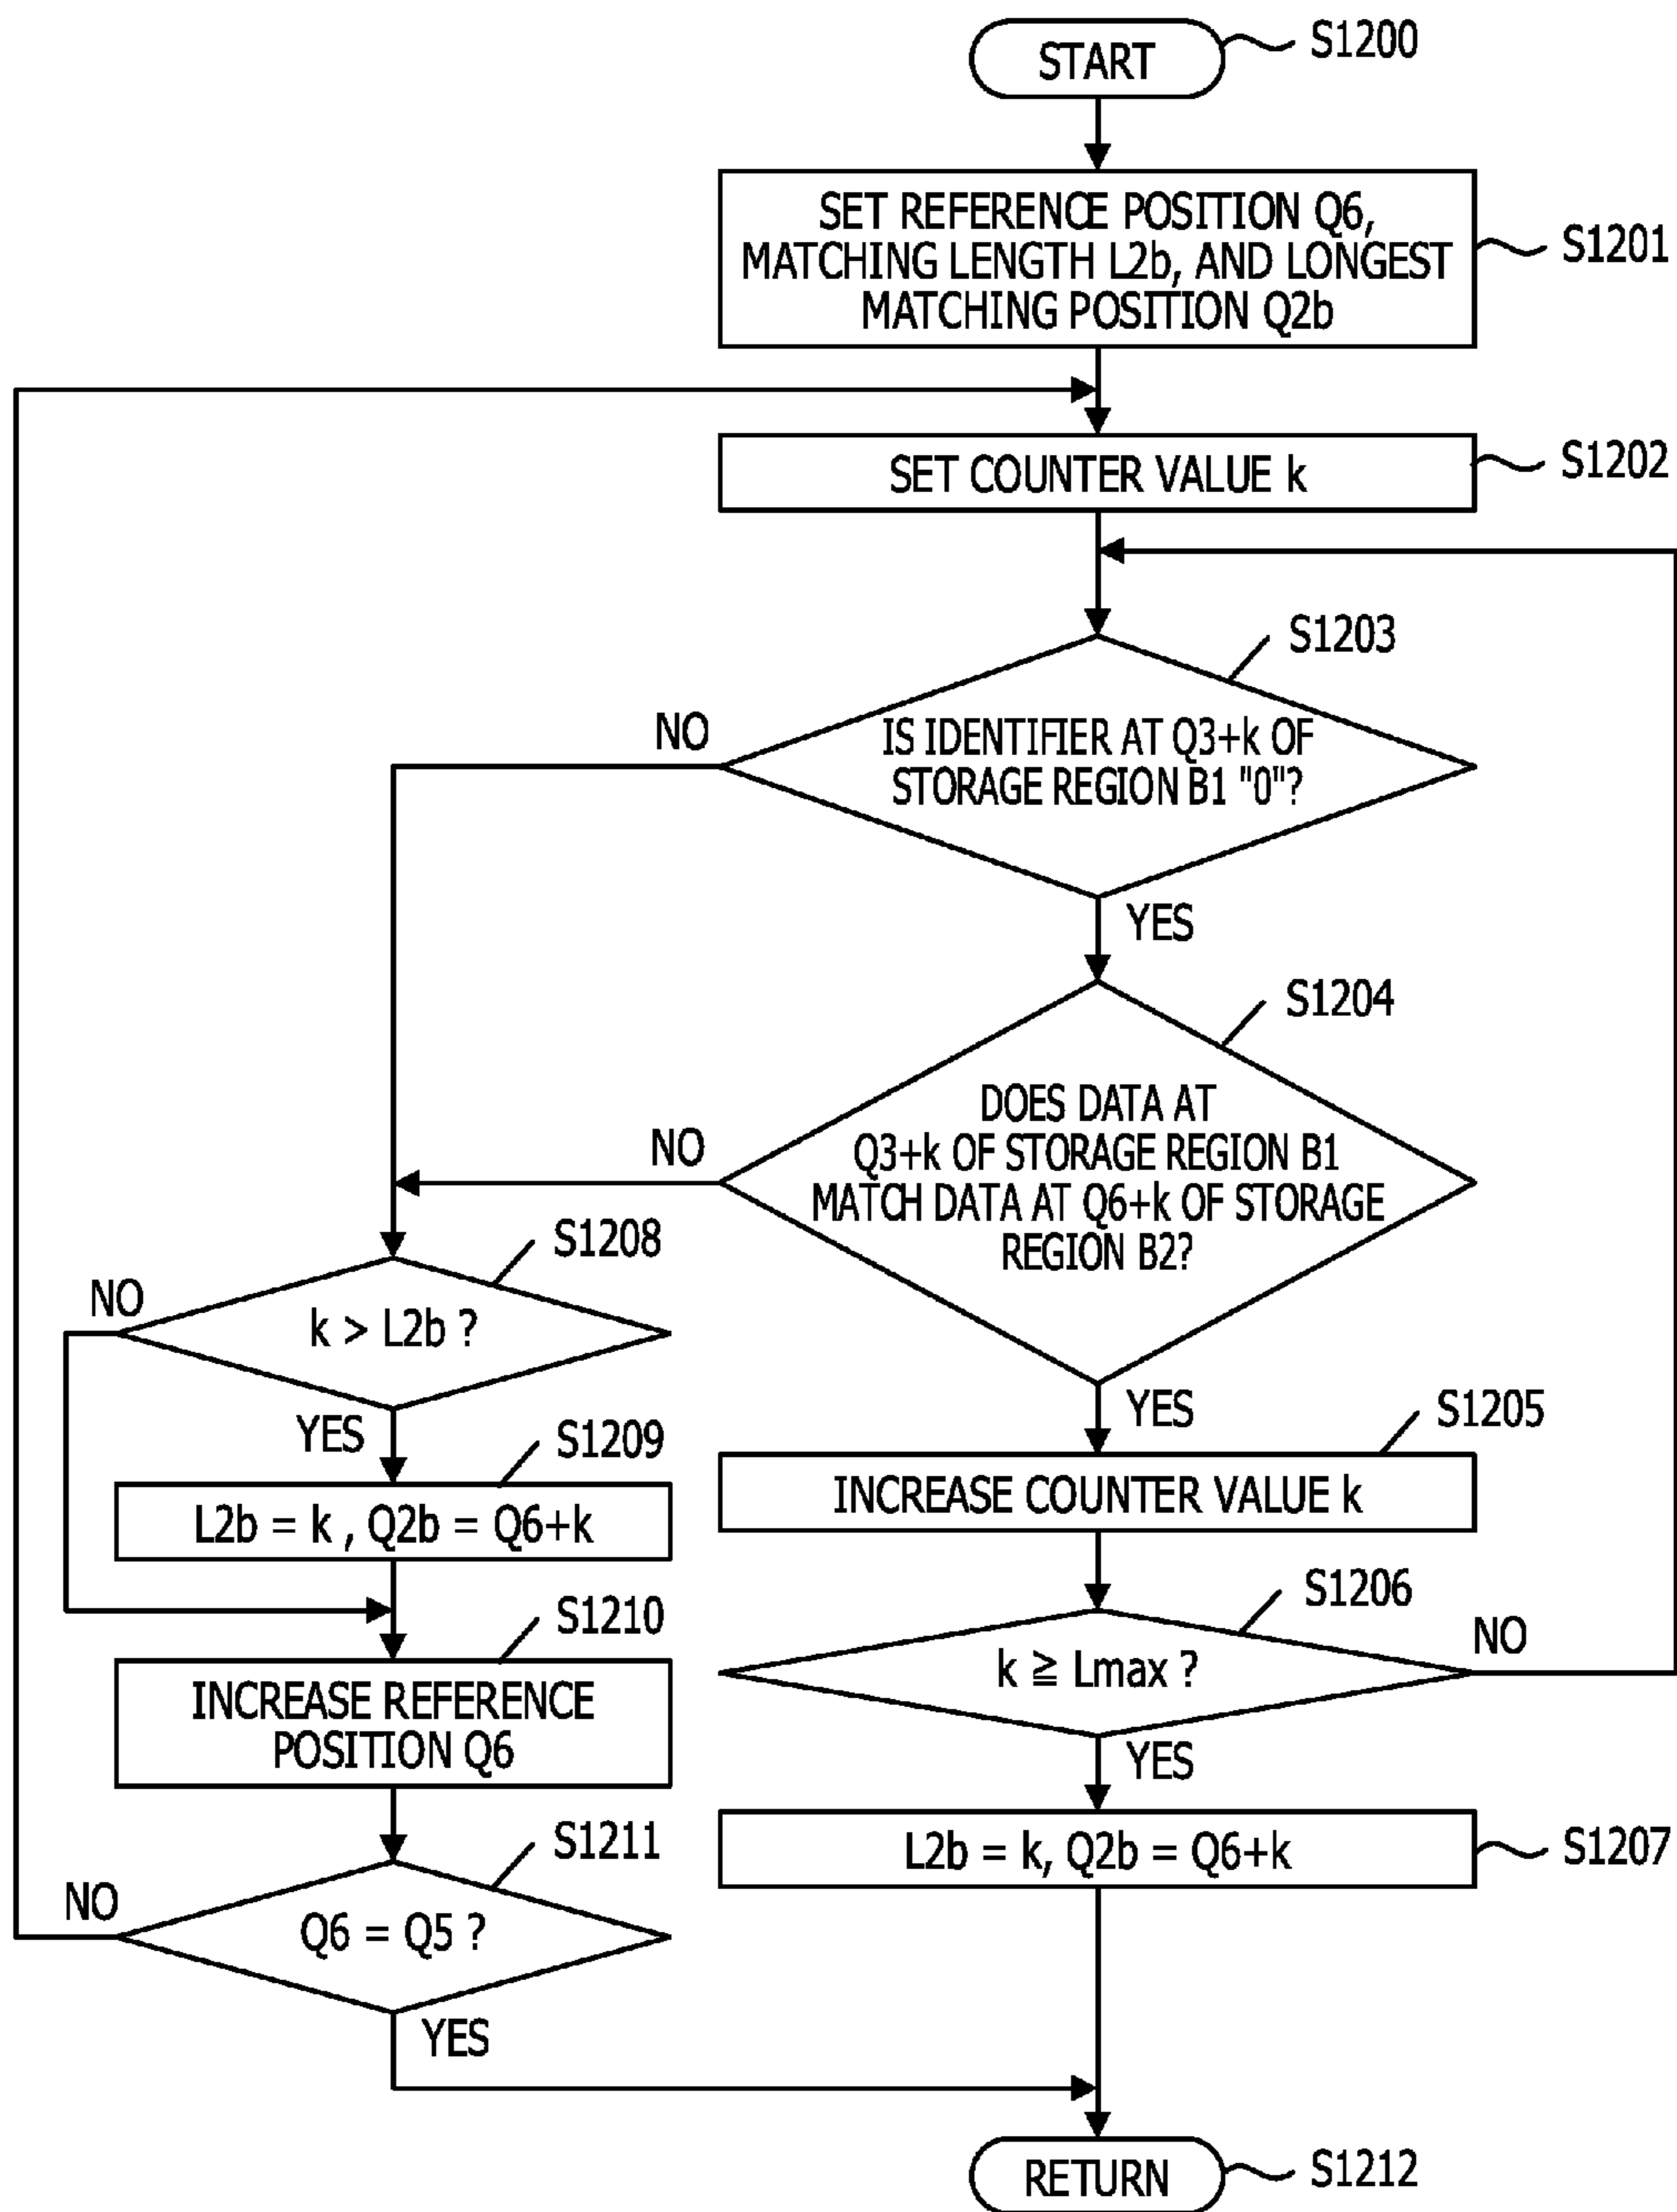 START
S1200
SET REFERENCE POSITION Q6,
MATCHING LENGTH L2b, AND LONGEST
MATCHING POSITION Q2b
S1201
SET COUNTER VALUE k
S1202
S1203
IS IDENTIFIER AT Q3+k OF
STORAGE REGION B1 "0"?
NO
YES
S1204
DOES DATA AT
Q3+k OF STORAGE REGION B1
MATCH DATA AT Q6+k OF STORAGE
REGION B2?
NO
YES
S1208
k > L2b ?
NO
YES
S1205
INCREASE COUNTER VALUE k
S1209
L2b = k , Q2b = Q6+k
S1206
k ≧ Lmax ?
NO
YES
S1210
INCREASE REFERENCE
POSITION Q6
S1207
L2b = k, Q2b = Q6+k
S1211
Q6 = Q5 ?
NO
YES
RETURN
S1212